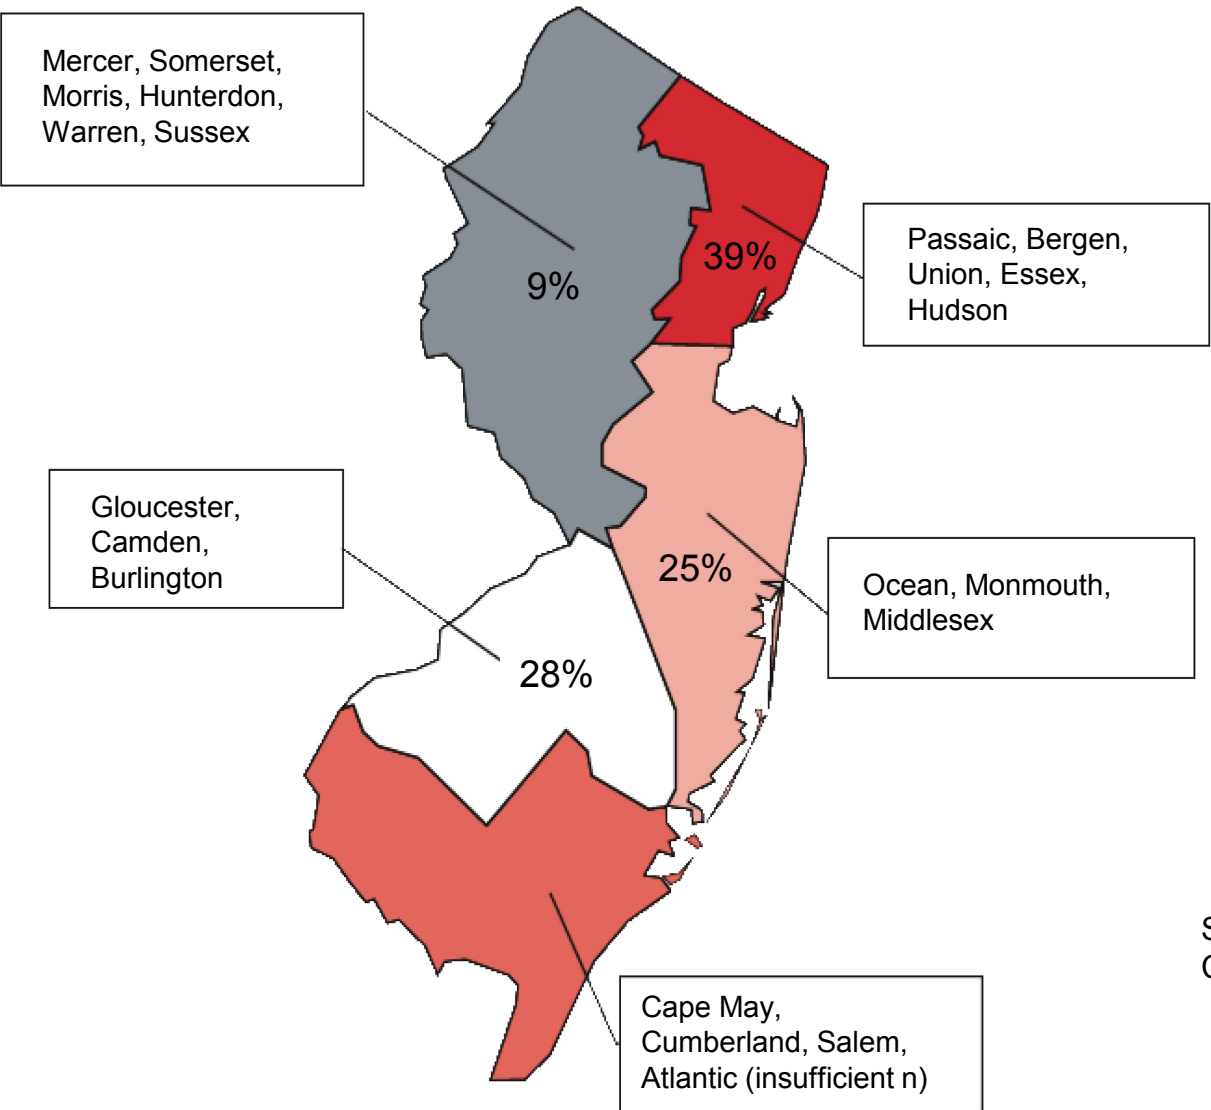 Mercer, Somerset,
Morris, Hunterdon,
Warren, Sussex
39%
9%
Passaic, Bergen,
Union, Essex,
Hudson
Gloucester,
Camden,
Burlington
25%
Ocean, Monmouth,
Middlesex
28%
Cape May,
Cumberland, Salem,
Atlantic (insufficient n)